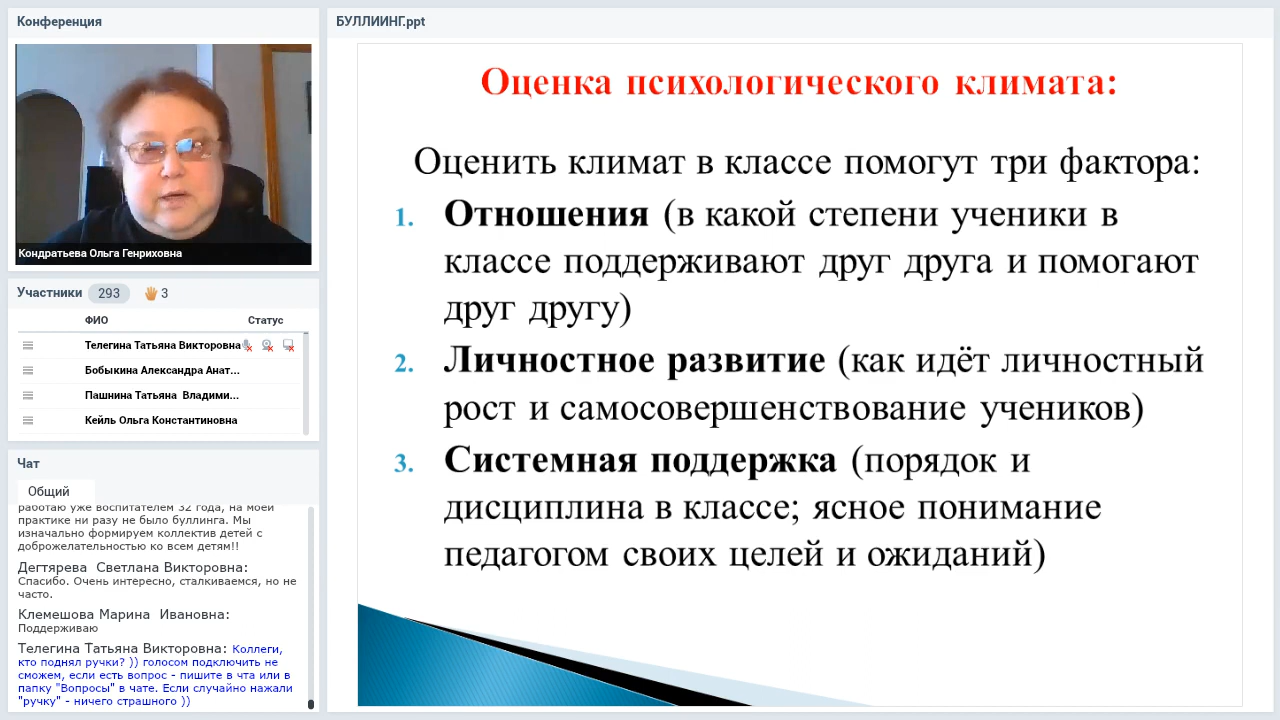 Конференция
Кондратьева Ольга Генриховна
Участники 293 3
ФИО Статус
Телегина Татьяна Викторовна
Бобыкина Александра Анат...
Пашнина Татьяна Владими...
Кейль Ольга Константиновна
Чат
Общий
работаю уже воспитателем 32 года, на моей
практике ни разу не было буллинга. Мы
изначально формируем коллектив детей с
доброжелательностью ко всем детям!!
Дегтярева Светлана Викторовна:
Спасибо. Очень интересно, сталкиваемся, но не
часто.
Клемешова Марина Ивановна:
Поддерживаю
Телегина Татьяна Викторовна: Коллеги,
кто поднял ручки? )) голосом подключить не
сможем, если есть вопрос - пишите в чта или в
папку "Вопросы" в чате. Если случайно нажали
"ручку" - ничего страшного ))
БУЛЛИИНГ.ppt
Оценка психологического климата:
Оценить климат в классе помогут три фактора:
1. Отношения (в какой степени ученики в
классе поддерживают друг друга и помогают
друг другу)
2. Личностное развитие (как идёт личностный
рост и самосовершенствование учеников)
3. Системная поддержка (порядок и
дисциплина в классе; ясное понимание
педагогом своих целей и ожиданий)